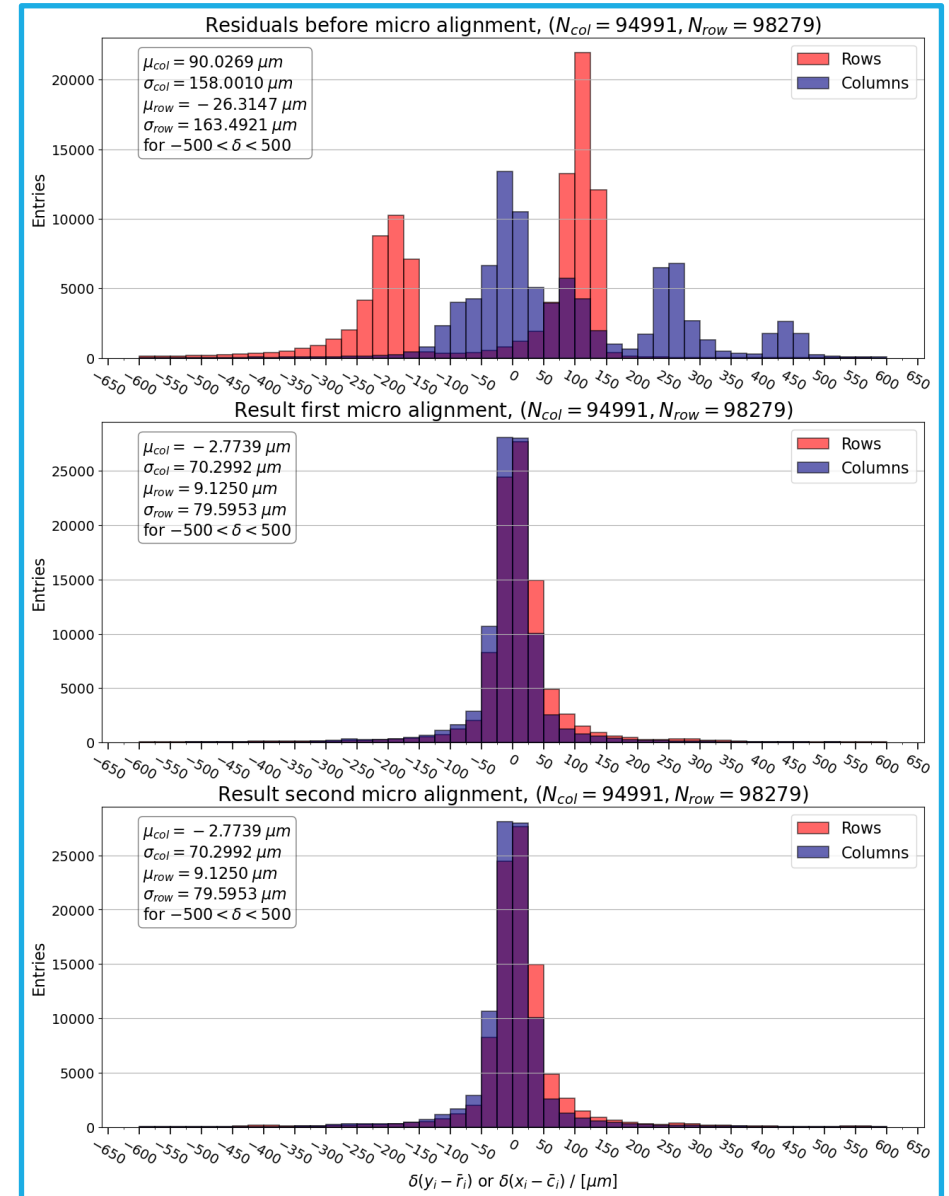 Residuals before micro alignment, (N_col = 94991, N_row = 98279)
μ_col = 90.0269 μm
σ_col = 158.0010 μm
μ_row = −26.3147 μm
σ_row = 163.4921 μm
for −500 < δ < 500
Rows
Columns
Entries
20000
15000
10000
5000
0
−650 −600 −550 −500 −450 −400 −350 −300 −250 −200 −150 −100 −50 0 50 100 150 200 250 300 350 400 450 500 550 600 650
Result first micro alignment, (N_col = 94991, N_row = 98279)
μ_col = −2.7739 μm
σ_col = 70.2992 μm
μ_row = 9.1250 μm
σ_row = 79.5953 μm
for −500 < δ < 500
Rows
Columns
Entries
25000
20000
15000
10000
5000
0
−650 −600 −550 −500 −450 −400 −350 −300 −250 −200 −150 −100 −50 0 50 100 150 200 250 300 350 400 450 500 550 600 650
Result second micro alignment, (N_col = 94991, N_row = 98279)
μ_col = −2.7739 μm
σ_col = 70.2992 μm
μ_row = 9.1250 μm
σ_row = 79.5953 μm
for −500 < δ < 500
Rows
Columns
Entries
25000
20000
15000
10000
5000
0
−650 −600 −550 −500 −450 −400 −350 −300 −250 −200 −150 −100 −50 0 50 100 150 200 250 300 350 400 450 500 550 600 650
δ(y_i − r̄_i) or δ(x_i − c̄_i) / [μm]